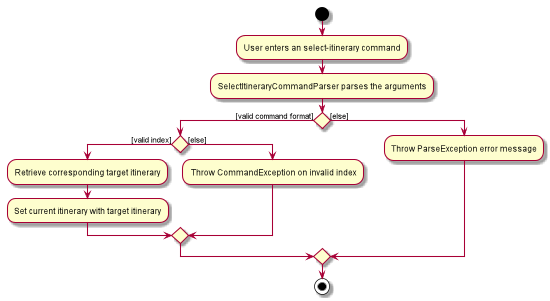 User enters an select-itinerary command
SelectItineraryCommandParser parses the arguments
[valid command format]
[else]
[valid index]
[else]
Throw ParseException error message
Retrieve corresponding target itinerary
Throw CommandException on invalid index
Set current itinerary with target itinerary